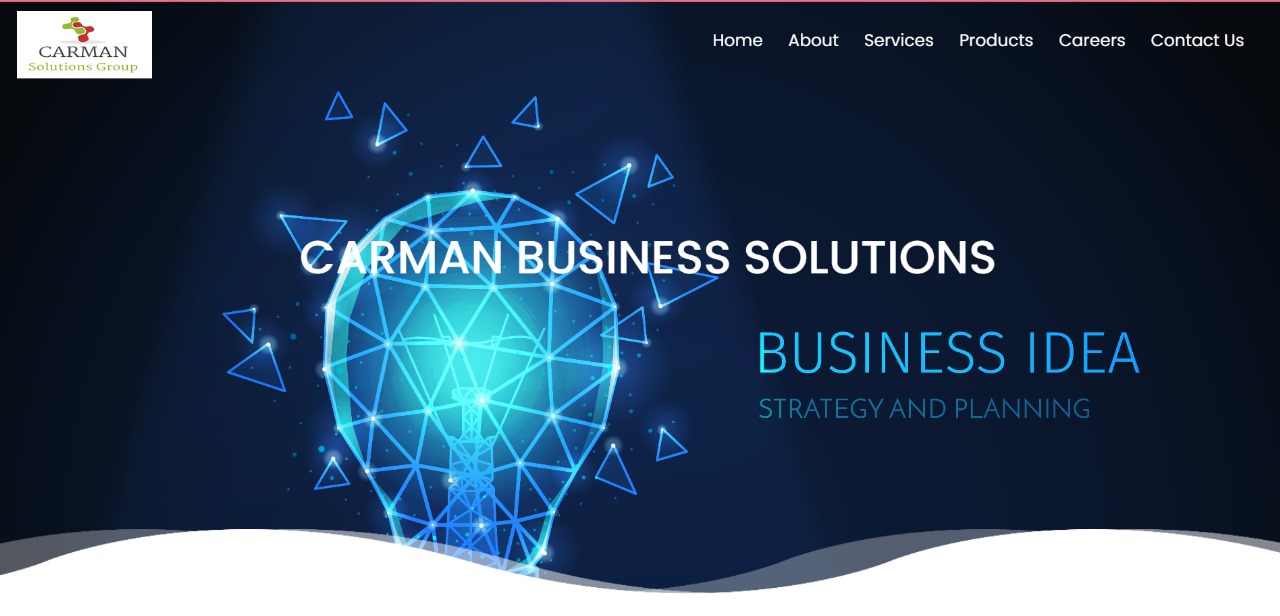 CARMAN
Solutions Group
Home About Services Products Careers Contact Us
CARMAN BUSINESS SOLUTIONS
BUSINESS IDEA
STRATEGY AND PLANNING